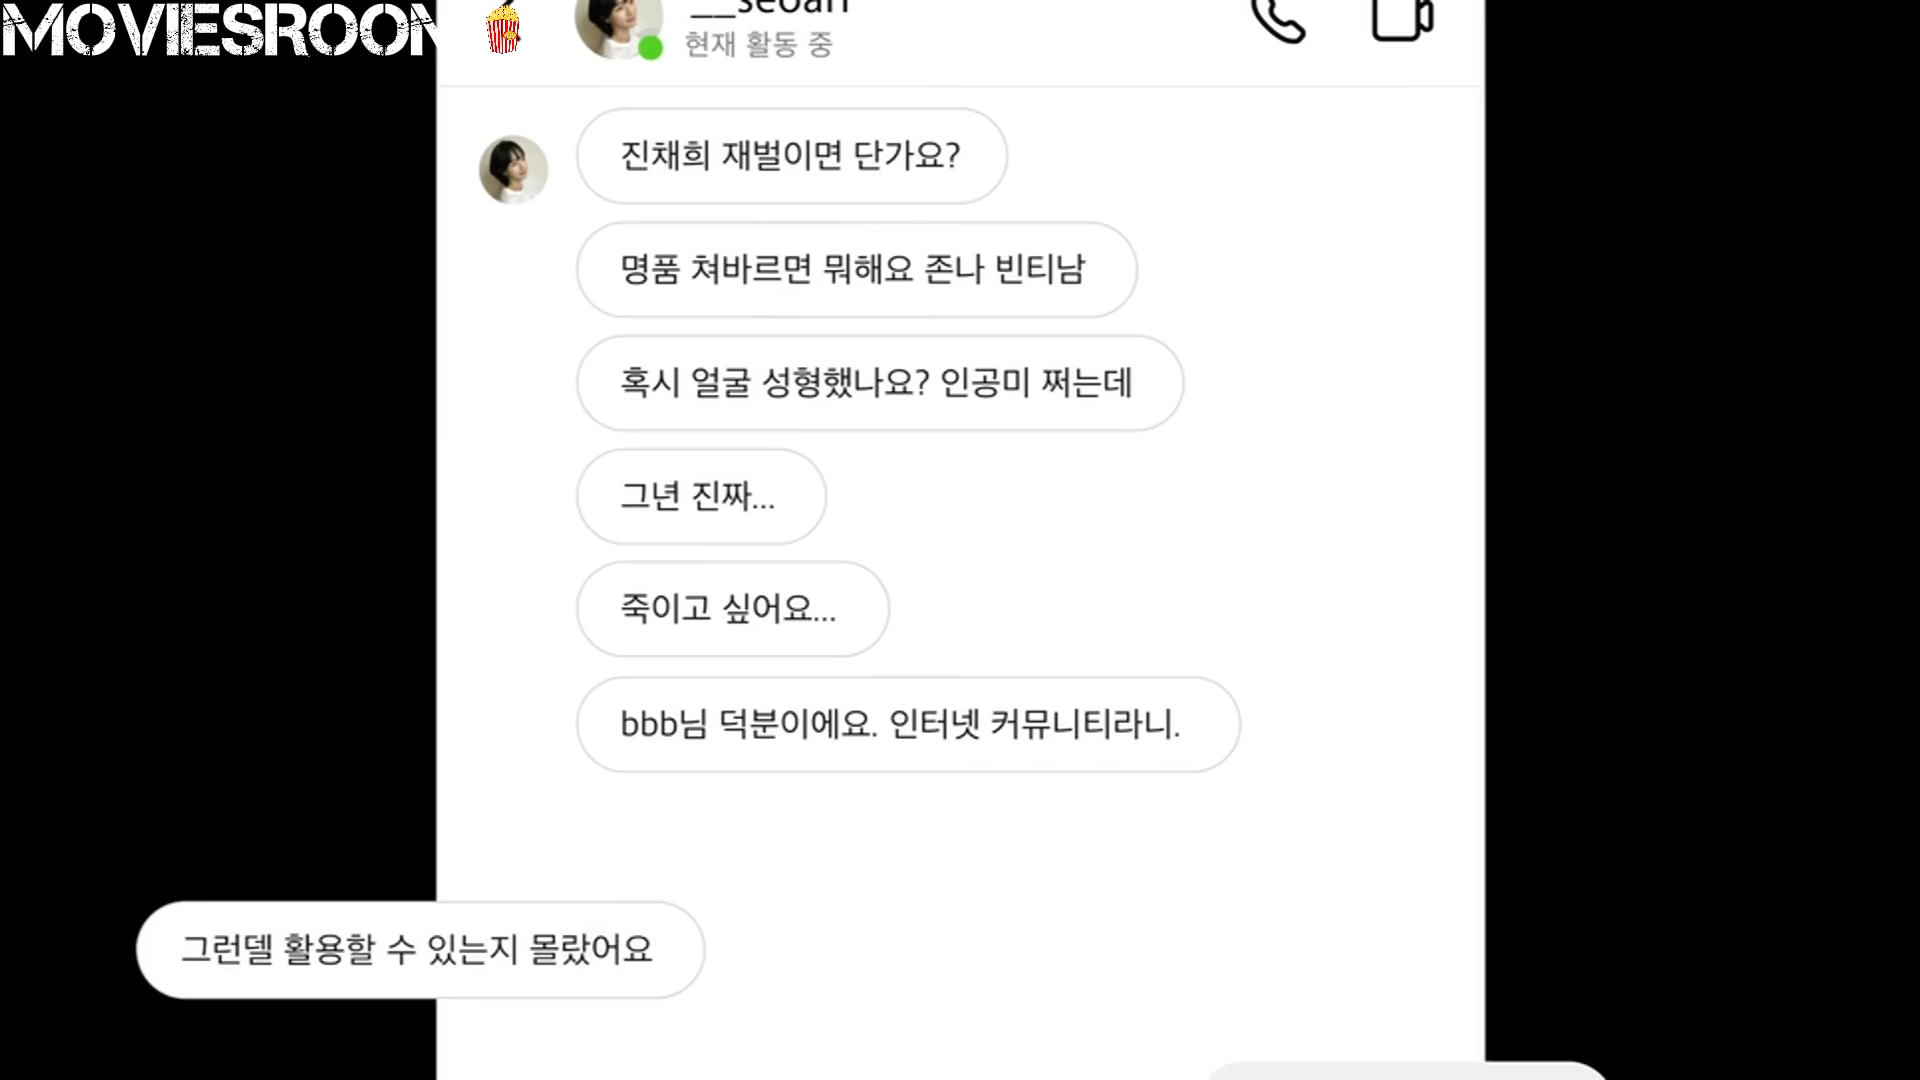 MOVIESROOM
__seoan
현재 활동 중
진채희 재벌이면 단가요?
명품 쳐바르면 뭐해요 존나 빈티남
혹시 얼굴 성형했나요? 인공미 쩌는데
그년 진짜...
죽이고 싶어요...
bbb님 덕분이에요. 인터넷 커뮤니티라니.
그런델 활용할 수 있는지 몰랐어요